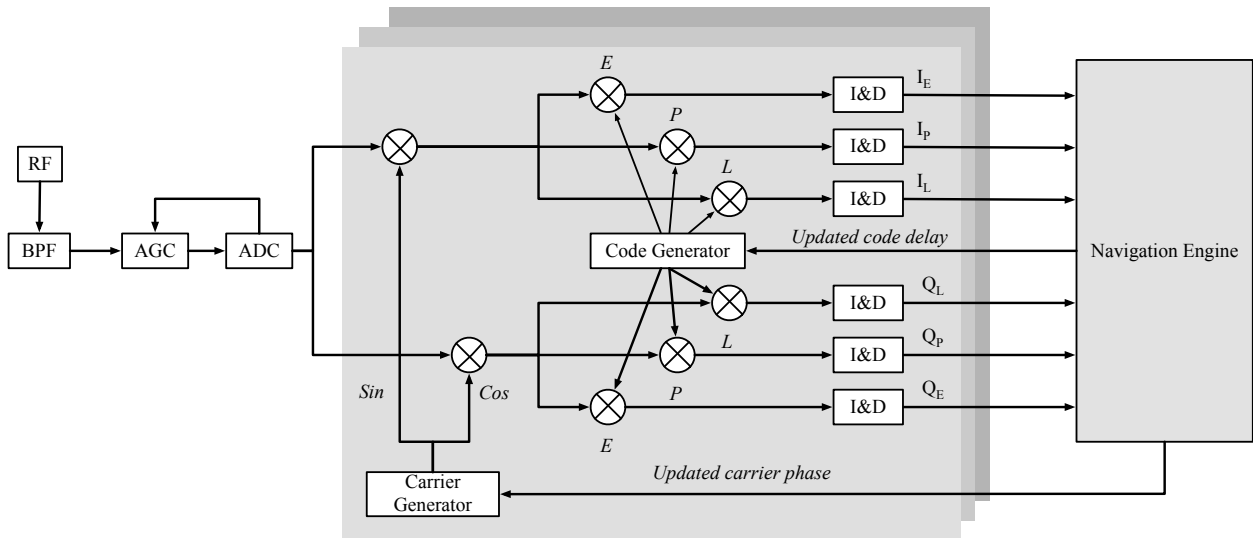 E
I&D
I_E
P
I&D
I_P
RF
L
I&D
I_L
BPF
AGC
ADC
Code Generator
Updated code delay
Navigation Engine
I&D
Q_L
L
I&D
Q_P
Sin
Cos
P
I&D
Q_E
E
Carrier
Generator
Updated carrier phase